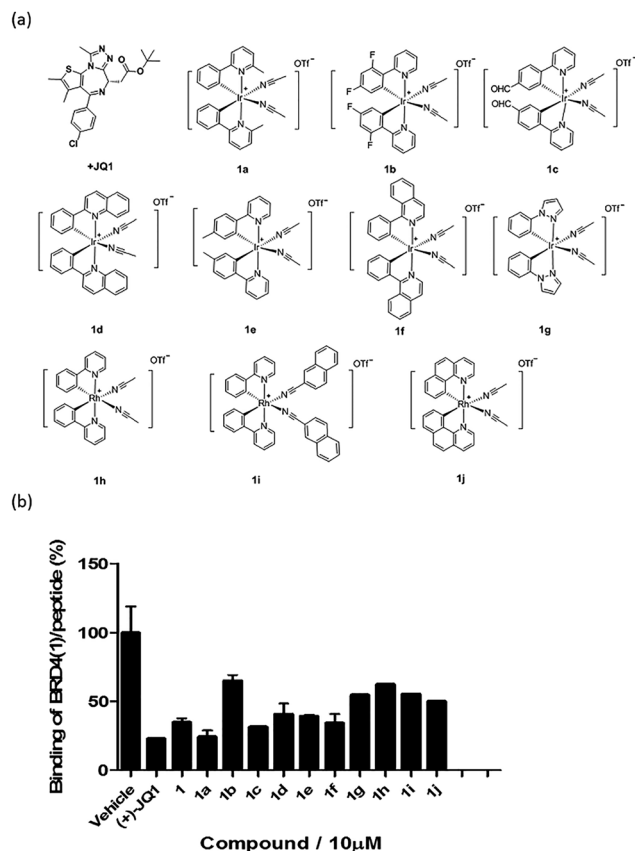 (a)
+JQ1
1a
1b
1c
1d
1e
1f
1g
1h
1i
1j
(b)
Binding of BRD4(1)/peptide (%)
150
100
50
0
Vehicle
(+)-JQ1
1
1a
1b
1c
1d
1e
1f
1g
1h
1i
1j
Compound / 10μM